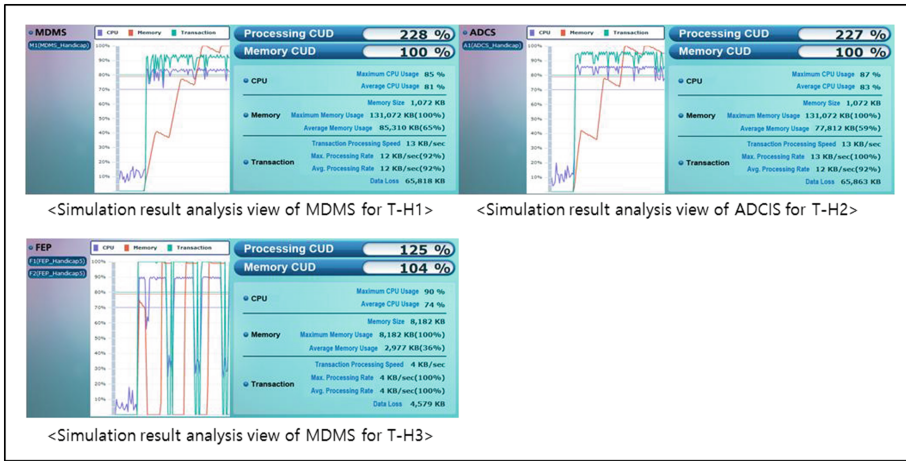 MDMS
M1(MDMS_Handicap)
CPU Memory Transaction
100%
90%
80%
70%
60%
50%
40%
30%
20%
10%
Processing CUD 228 %
Memory CUD 100 %
CPU
Maximum CPU Usage 85 %
Average CPU Usage 81 %
Memory
Memory Size 1,072 KB
Maximum Memory Usage 131,072 KB(100%)
Average Memory Usage 85,310 KB(65%)
Transaction
Transaction Processing Speed 13 KB/sec
Max. Processing Rate 12 KB/sec(92%)
Avg. Processing Rate 12 KB/sec(92%)
Data Loss 65,818 KB
<Simulation result analysis view of MDMS for T-H1>
ADCS
A1(ADCS_Handicap)
CPU Memory Transaction
100%
90%
80%
70%
60%
50%
40%
30%
20%
10%
Processing CUD 227 %
Memory CUD 100 %
CPU
Maximum CPU Usage 87 %
Average CPU Usage 83 %
Memory
Memory Size 1,072 KB
Maximum Memory Usage 131,072 KB(100%)
Average Memory Usage 77,812 KB(59%)
Transaction
Transaction Processing Speed 13 KB/sec
Max. Processing Rate 13 KB/sec(100%)
Avg. Processing Rate 12 KB/sec(92%)
Data Loss 65,863 KB
<Simulation result analysis view of ADCIS for T-H2>
FEP
F1(FEP_Handicap5)
F2(FEP_Handicap5)
CPU Memory Transaction
100%
90%
80%
70%
60%
50%
40%
30%
20%
10%
Processing CUD 125 %
Memory CUD 104 %
CPU
Maximum CPU Usage 90 %
Average CPU Usage 74 %
Memory
Memory Size 8,182 KB
Maximum Memory Usage 8,182 KB(100%)
Average Memory Usage 2,977 KB(36%)
Transaction
Transaction Processing Speed 4 KB/sec
Max. Processing Rate 4 KB/sec(100%)
Avg. Processing Rate 4 KB/sec(100%)
Data Loss 4,579 KB
<Simulation result analysis view of MDMS for T-H3>